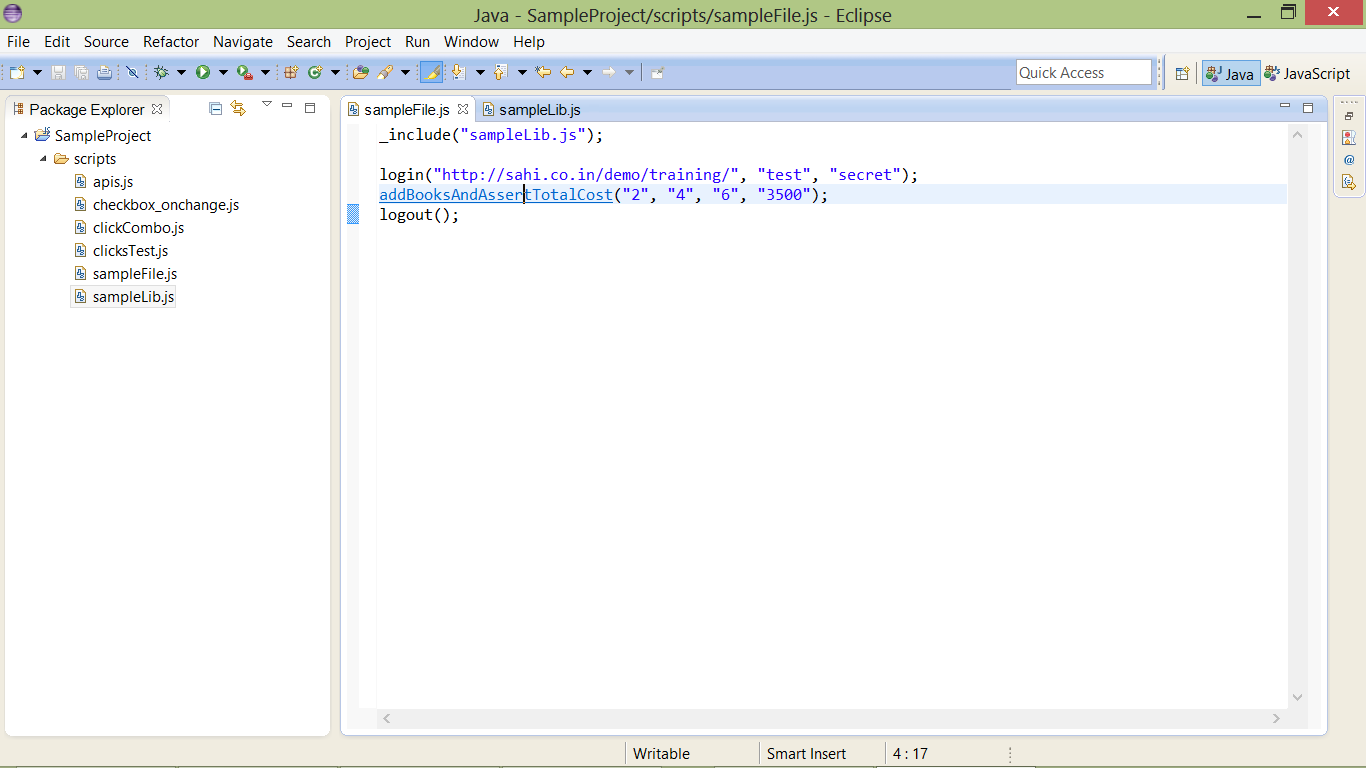 Java - SampleProject/scripts/sampleFile.js - Eclipse
File Edit Source Refactor Navigate Search Project Run Window Help
Quick Access
Java
JavaScript
Package Explorer
SampleProject
scripts
apis.js
checkbox_onchange.js
clickCombo.js
clicksTest.js
sampleFile.js
sampleLib.js
sampleFile.js
sampleLib.js
_include("sampleLib.js");
login("http://sahi.co.in/demo/training/", "test", "secret");
addBooksAndAssertTotalCost("2", "4", "6", "3500");
logout();
Writable
Smart Insert
4 : 17